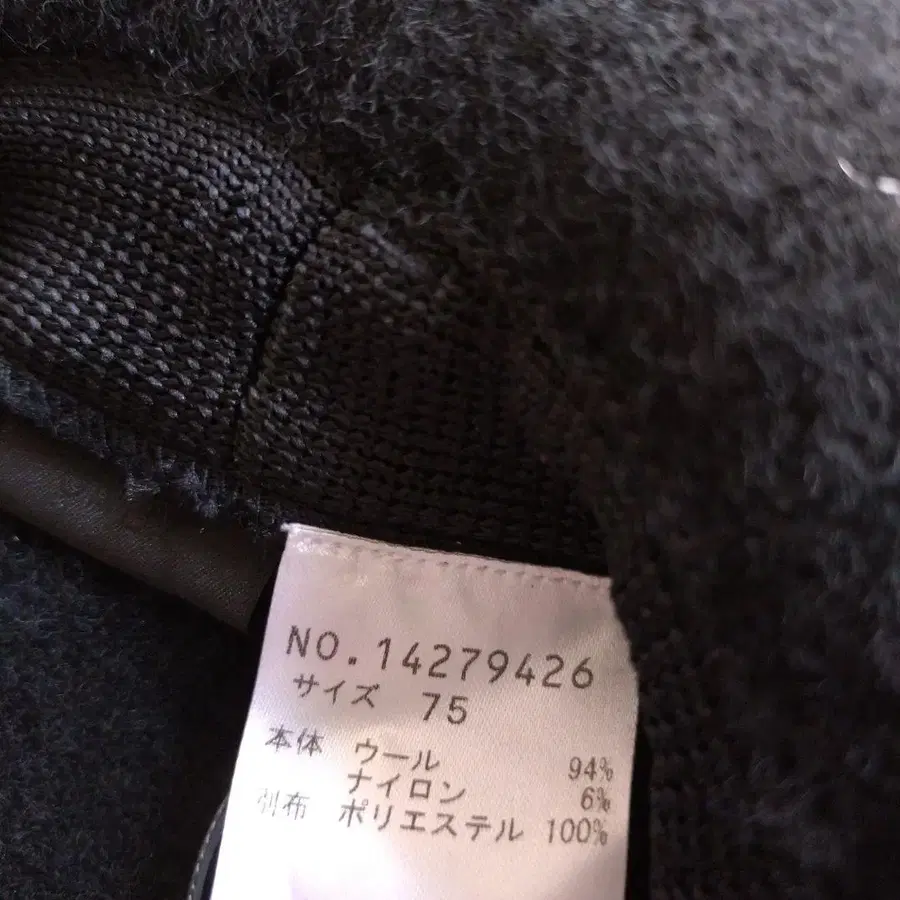 NO.14279426
サイズ 75
本体 ウール 94%
ナイロン 6%
別布 ポリエステル 100%